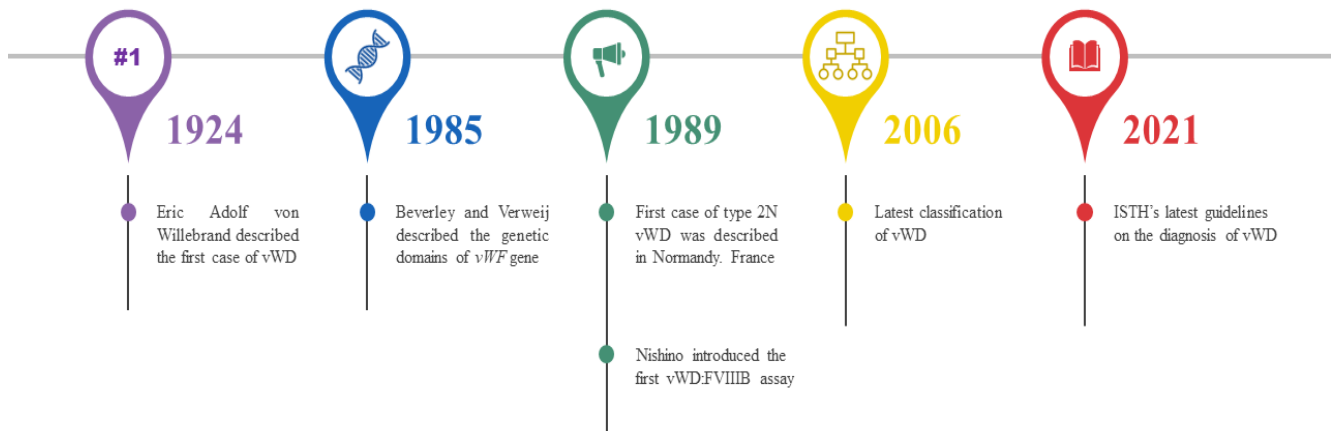 #1
1924
Eric Adolf von
Willebrand described
the first case of vWD
1985
Beverley and Verweij
described the genetic
domains of vWF gene
1989
First case of type 2N
vWD was described
in Normandy. France
Nishino introduced the
first vWD:FVIIIB assay
2006
Latest classification
of vWD
2021
ISTH’s latest guidelines
on the diagnosis of vWD